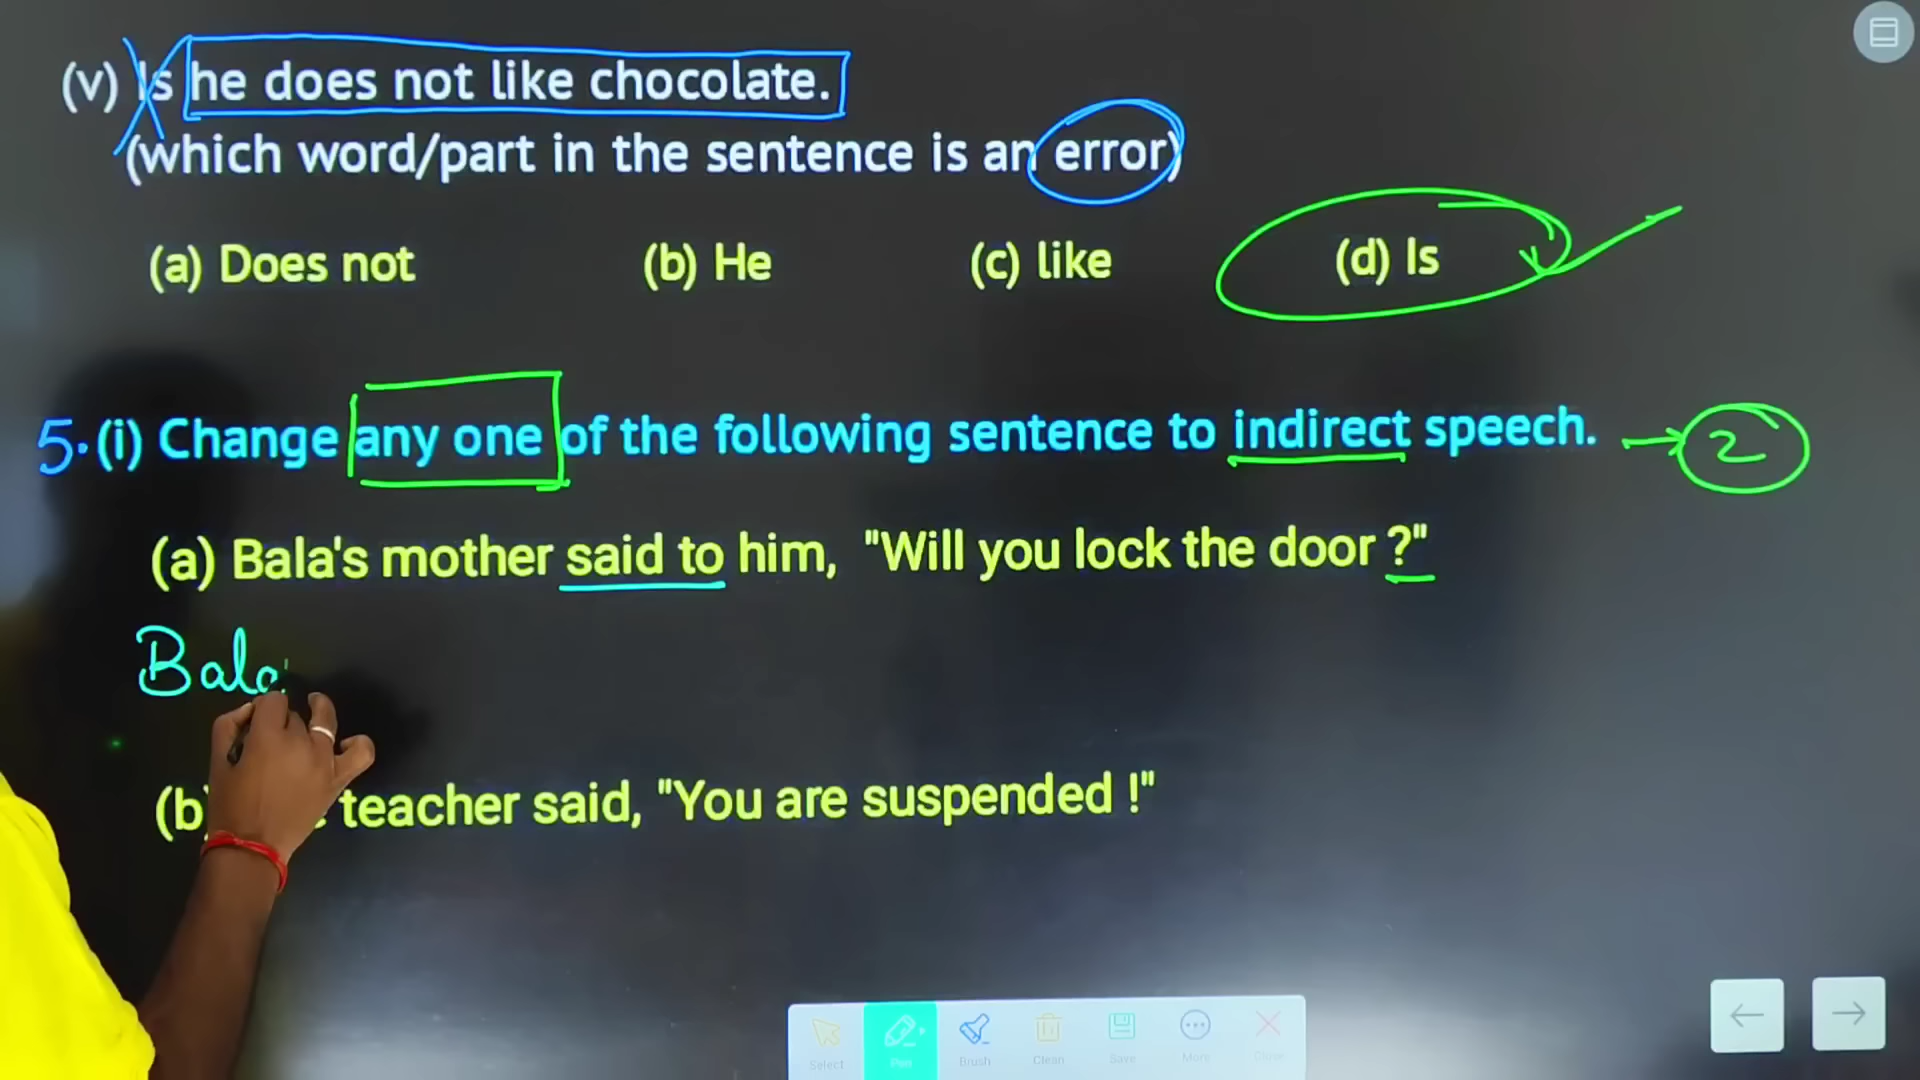 (v) Is he does not like chocolate.
(which word/part in the sentence is an error)
(a) Does not (b) He (c) like (d) Is
5. (i) Change any one of the following sentence to indirect speech. → 2
(a) Bala's mother said to him, "Will you lock the door ?"
Bala
(b) teacher said, "You are suspended !"
Select Pen Brush Clean Save More Close